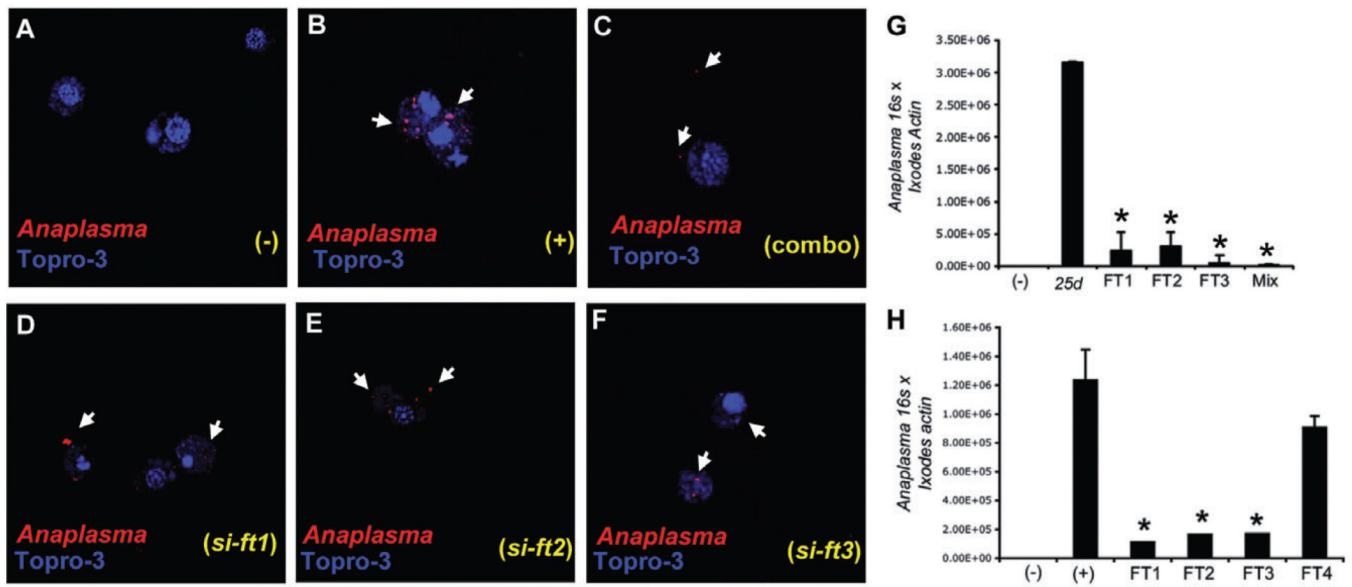 A
Anaplasma
Topro-3
(-)
B
Anaplasma
Topro-3
(+)
C
Anaplasma
Topro-3
(combo)
D
Anaplasma
Topro-3
(si-ft1)
E
Anaplasma
Topro-3
(si-ft2)
F
Anaplasma
Topro-3
(si-ft3)
G
Anaplasma 16s x
Ixodes Actin
3.50E+06
3.00E+06
2.50E+06
2.00E+06
1.50E+06
1.00E+06
5.00E+05
0.00E+00
* * * *
(-) 25d FT1 FT2 FT3 Mix
H
Anaplasma 16s x
Ixodes actin
1.60E+06
1.40E+06
1.20E+06
1.00E+06
8.00E+05
6.00E+05
4.00E+05
2.00E+05
0.00E+00
* * *
(-) (+) FT1 FT2 FT3 FT4